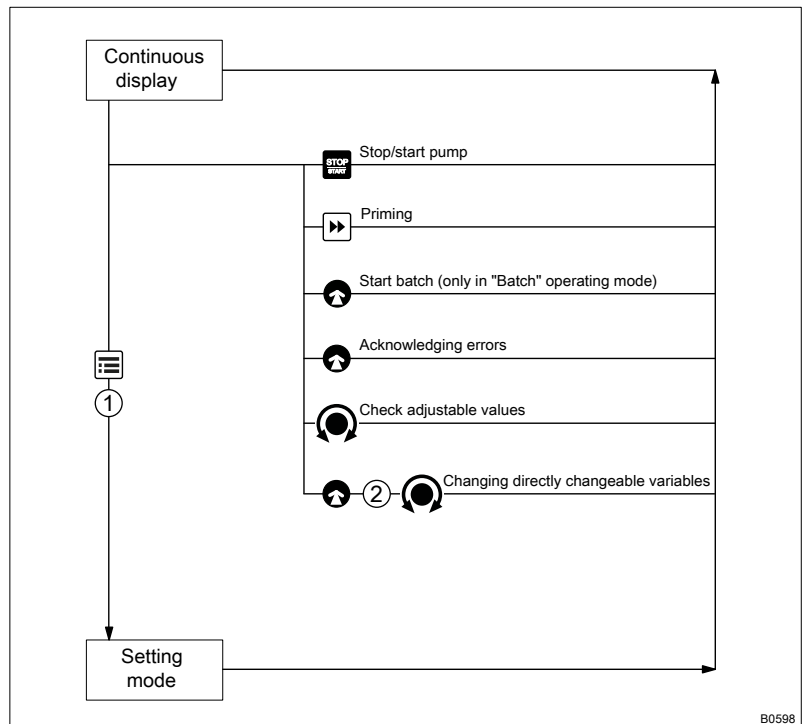 Continuous
display
STOP
START
Stop/start pump
Priming
Start batch (only in "Batch" operating mode)
Acknowledging errors
1
Check adjustable values
2
Changing directly changeable variables
Setting
mode
B0598